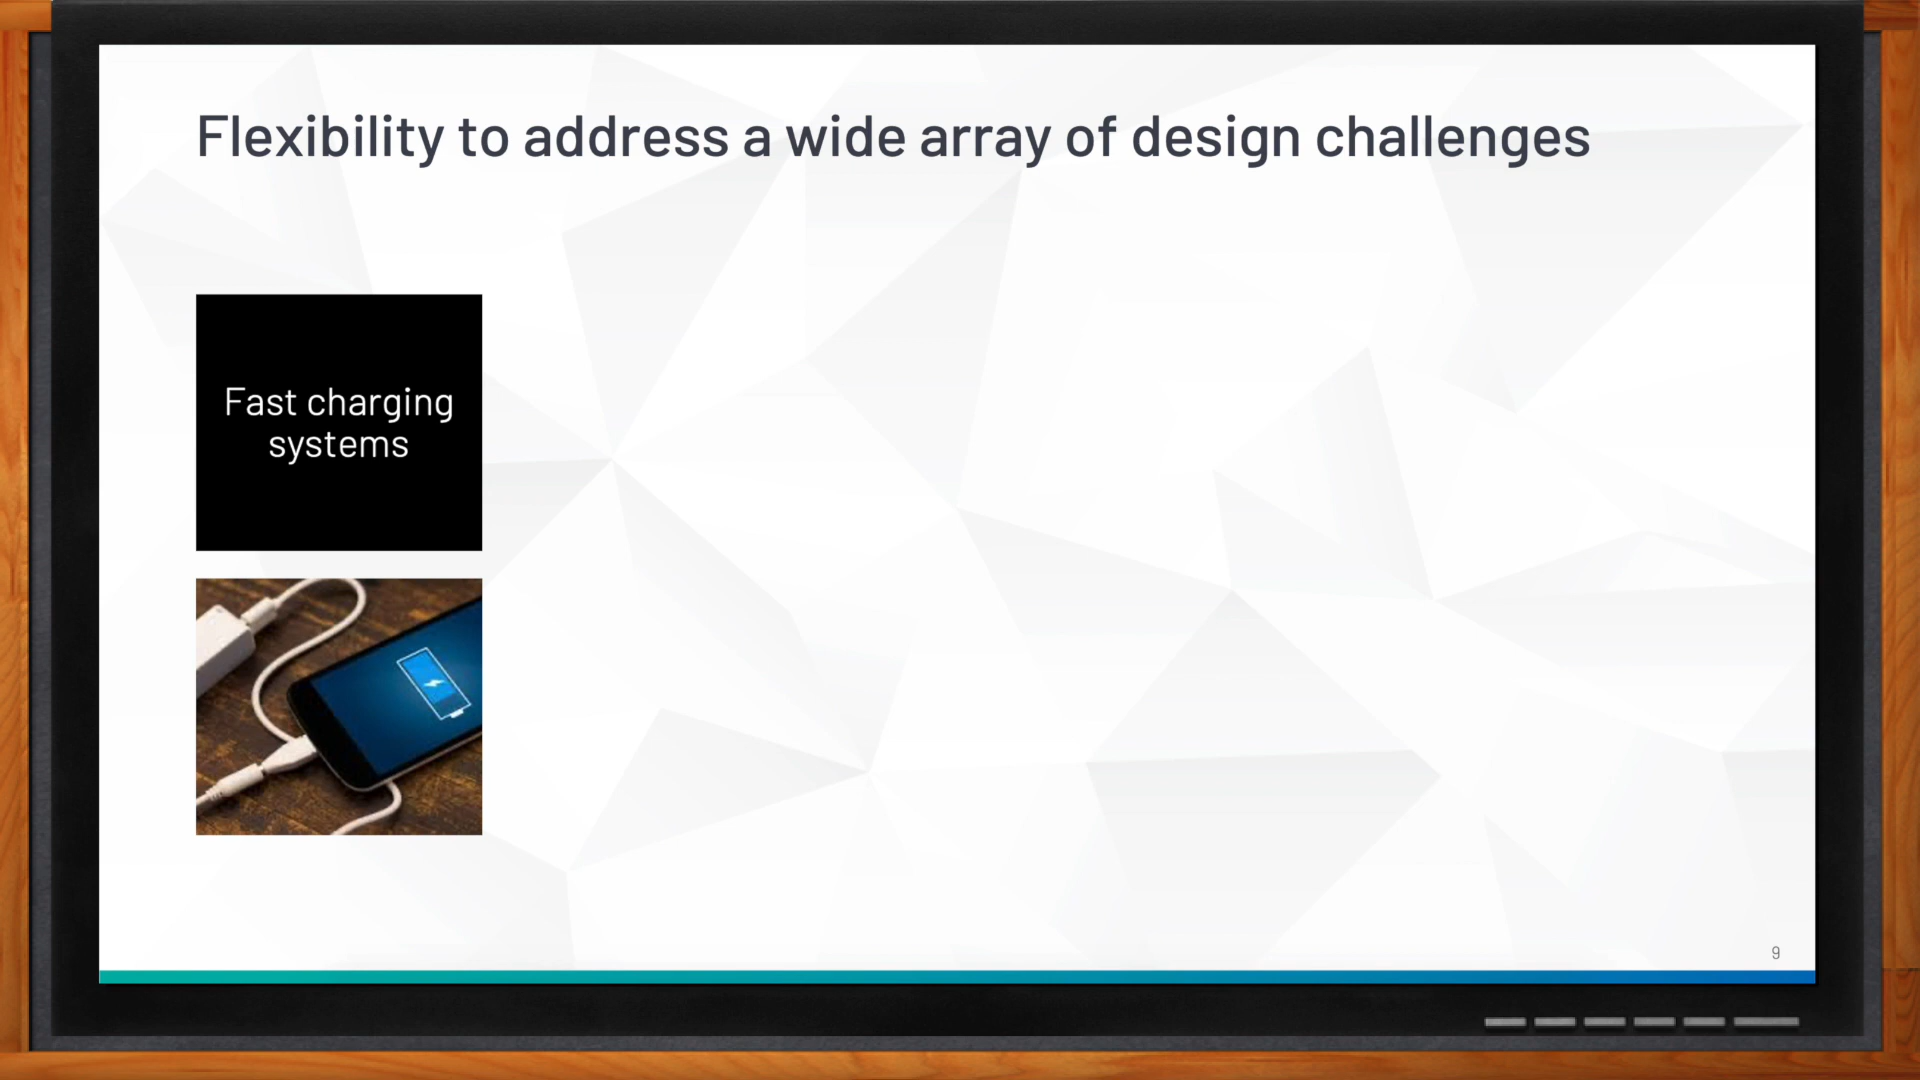 Flexibility to address a wide array of design challenges
Fast charging
systems
9